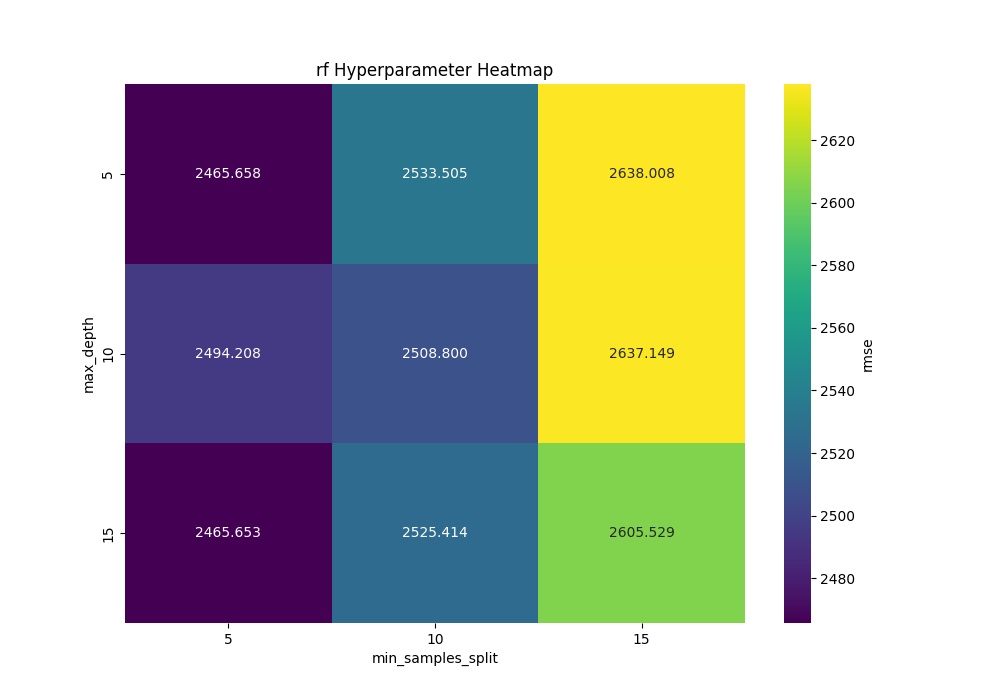 rf Hyperparameter Heatmap
2465.658 2533.505 2638.008
2494.208 2508.800 2637.149
2465.653 2525.414 2605.529
5
10
15
max_depth
5 10 15
min_samples_split
2620
2600
2580
2560
2540
2520
2500
2480
rmse